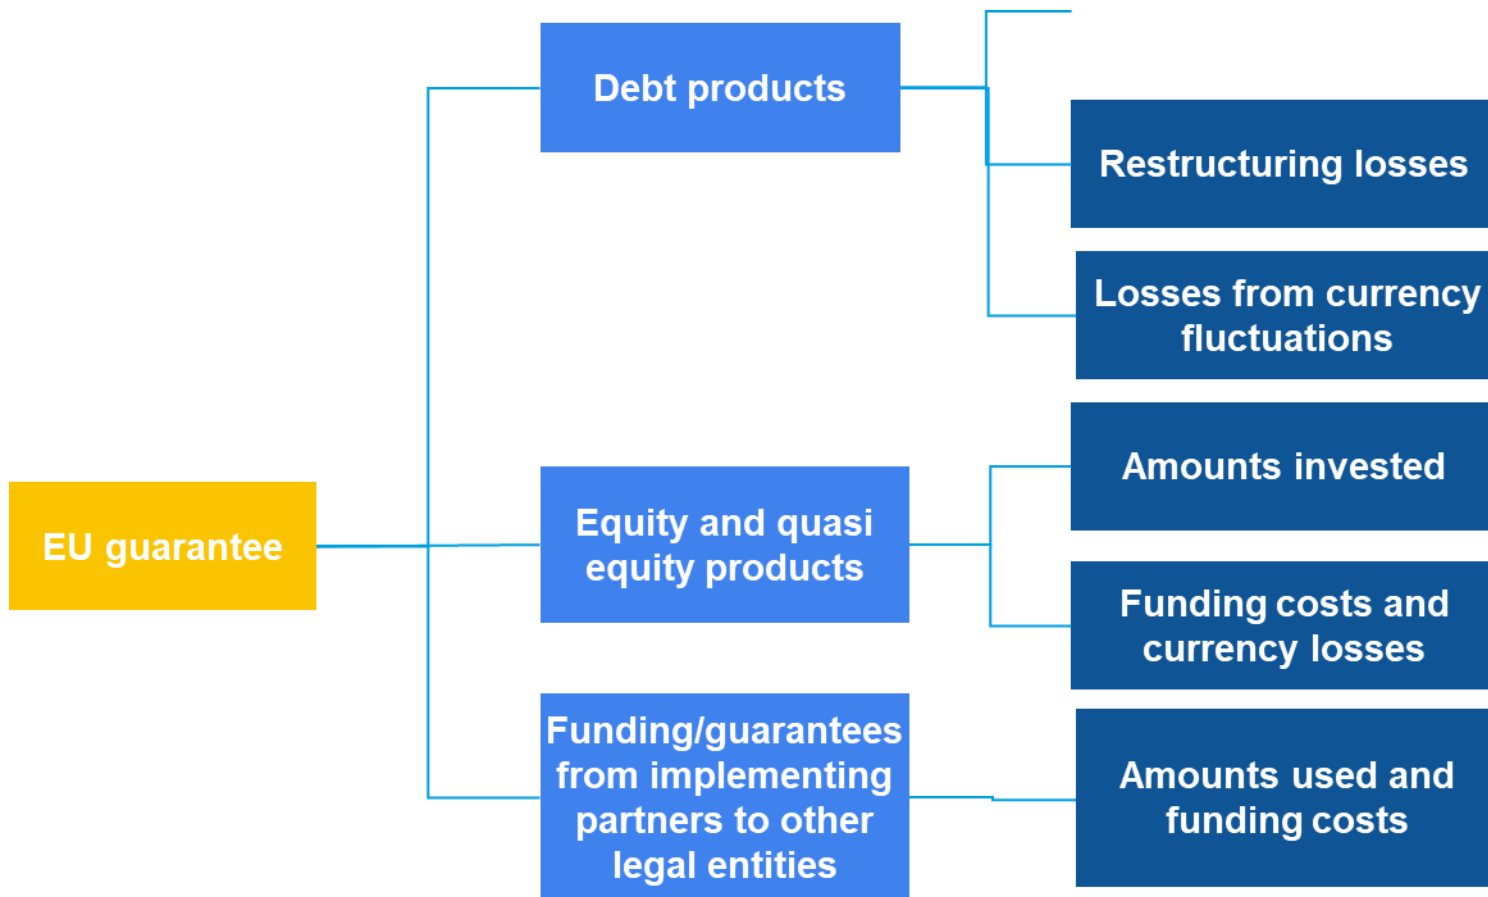 Debt products
Restructuring losses
Losses from currency
fluctuations
Amounts invested
EU guarantee
Equity and quasi
equity products
Funding costs and
currency losses
Funding/guarantees
from implementing
partners to other
legal entities
Amounts used and
funding costs